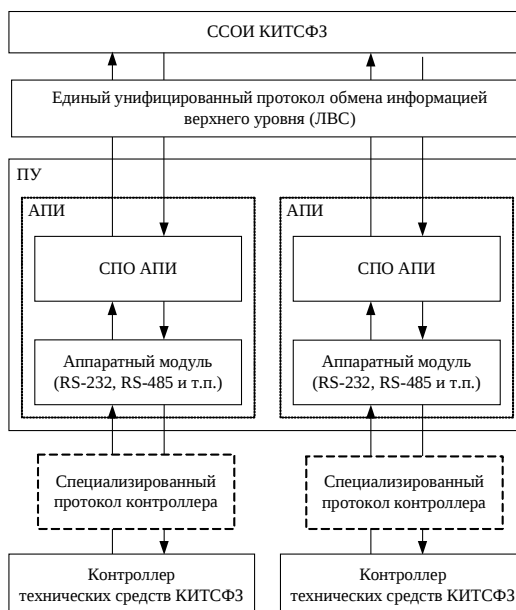 ССОИ КИТСФЗ
Единый унифицированный протокол обмена информацией
верхнего уровня (ЛВС)
ПУ
АПИ
СПО АПИ
Аппаратный модуль
(RS-232, RS-485 и т.п.)
АПИ
СПО АПИ
Аппаратный модуль
(RS-232, RS-485 и т.п.)
Специализированный
протокол контроллера
Специализированный
протокол контроллера
Контроллер
технических средств КИТСФЗ
Контроллер
технических средств КИТСФЗ